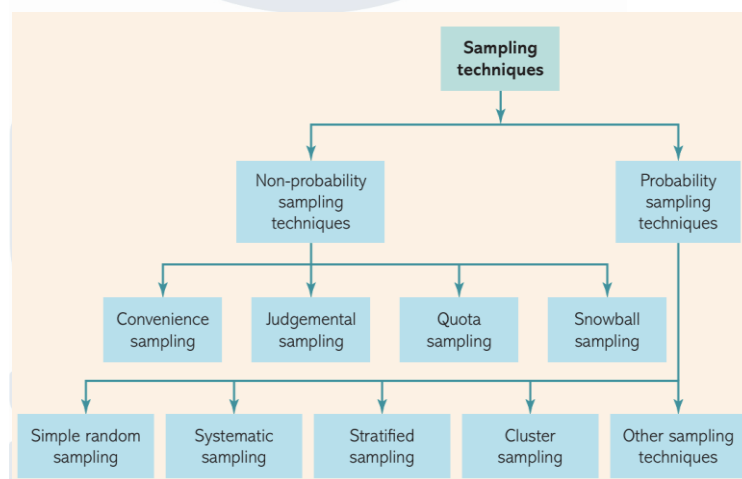 Sampling
techniques
Non-probability
sampling
techniques
Probability
sampling
techniques
Convenience
sampling
Judgemental
sampling
Quota
sampling
Snowball
sampling
Simple random
sampling
Systematic
sampling
Stratified
sampling
Cluster
sampling
Other sampling
techniques